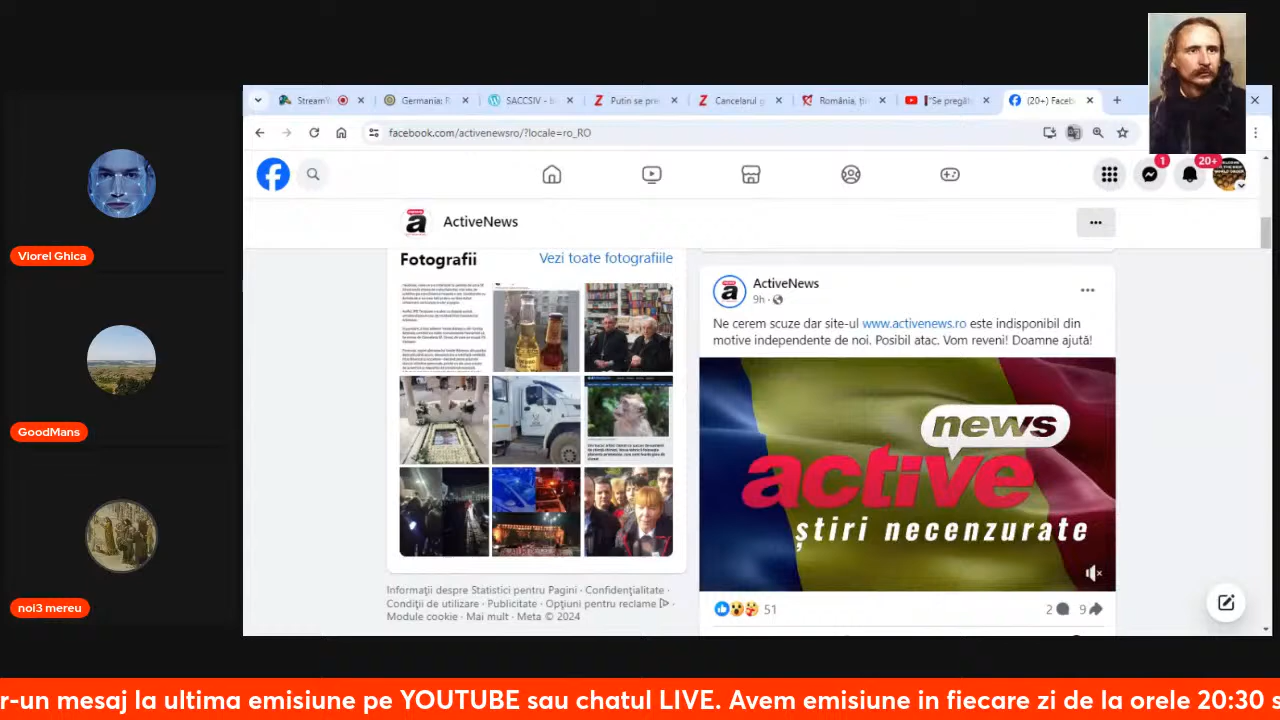 StreamY
Germania: R
SACCSIV - B
Putin se pre
Cancelarul g
România, ți
"Se pregăt
(20+) Faceb
facebook.com/activenewsro/?locale=ro_RO
1
20+
ActiveNews
Fotografii
Vezi toate fotografiile
ActiveNews
9h ·
Ne cerem scuze dar site-ul www.activenews.ro este indisponibil din
motive independente de noi. Posibil atac. Vom reveni! Doamne ajută!
news
active
știri necenzurate
51
2
9
Informații despre Statistici pentru Pagini · Confidențialitate ·
Condiții de utilizare · Publicitate · Opțiuni pentru reclame ·
Module cookie · Mai mult · Meta © 2024
Viorel Ghica
GoodMans
noi3 mereu
r-un mesaj la ultima emisiune pe YOUTUBE sau chatul LIVE. Avem emisiune in fiecare zi de la orele 20:30 s